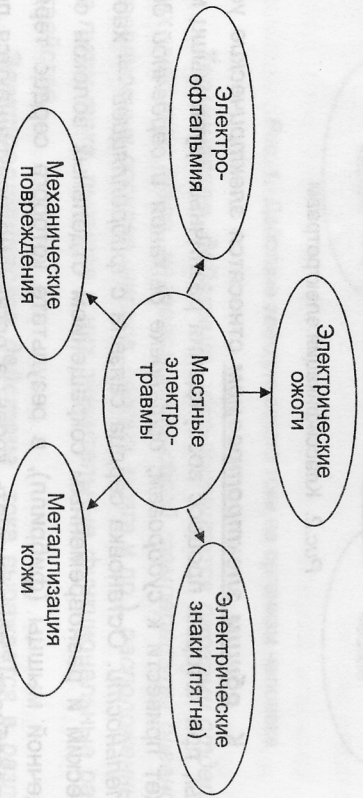 Электрические
ожоги
Электро-
офтальмия
Электрические
знаки (пятна)
Местные
электро-
травмы
Механические
повреждения
Металлизация
кожи